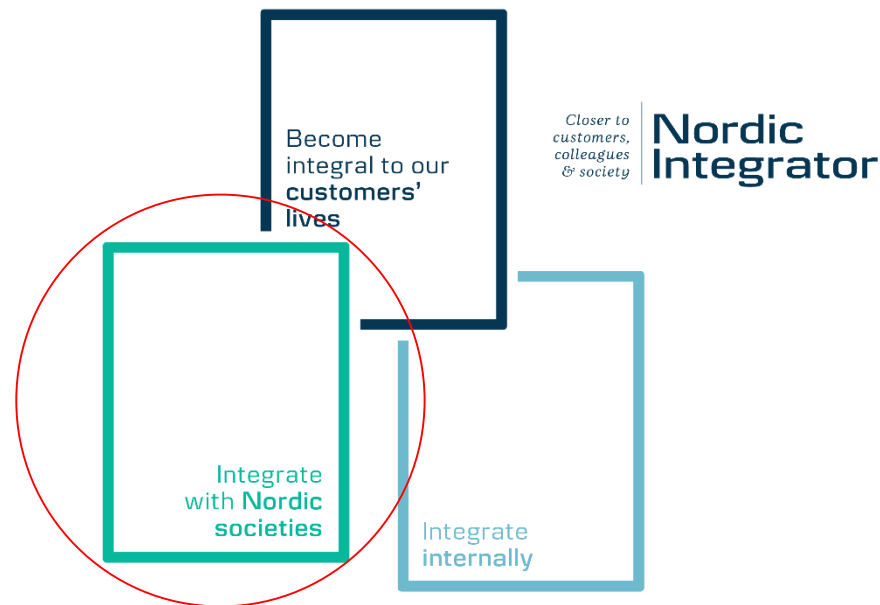 Become
integral to our
customers'
lives
Closer to
customers,
colleagues
& society
Nordic
Integrator
Integrate
with Nordic
societies
Integrate
internally